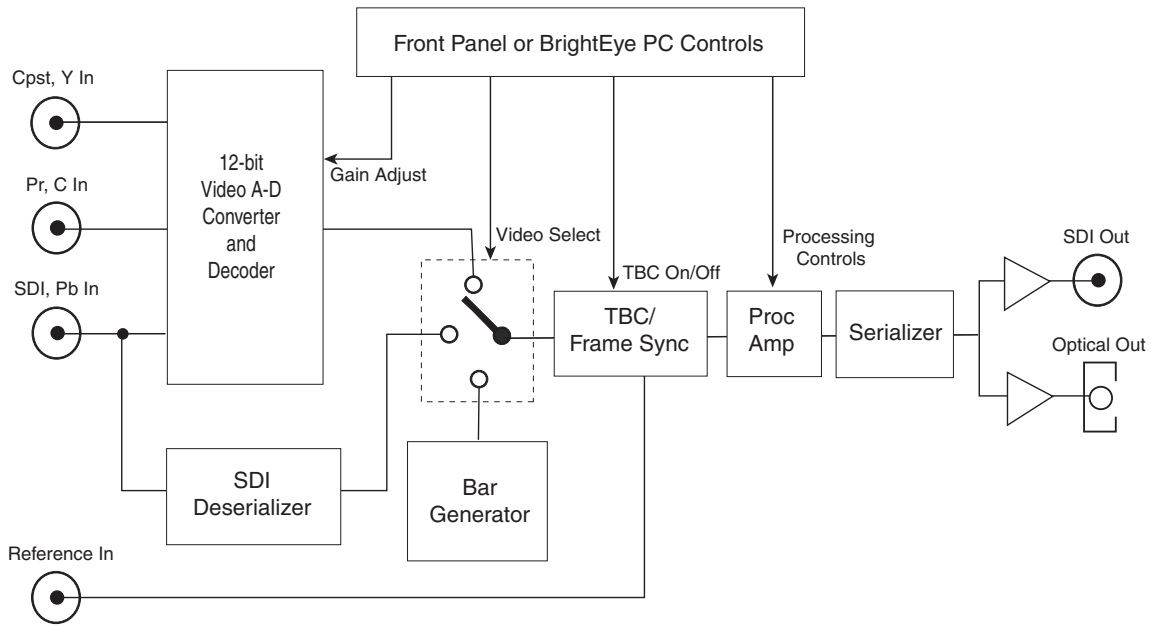 Front Panel or BrightEye PC Controls
Cpst, Y In
12-bit
Video A-D
Converter
and
Decoder
Gain Adjust
Pr, C In
Video Select
Processing
Controls
SDI Out
TBC On/Off
SDI, Pb In
TBC/
Frame Sync
Proc
Amp
Serializer
Optical Out
SDI
Deserializer
Bar
Generator
Reference In